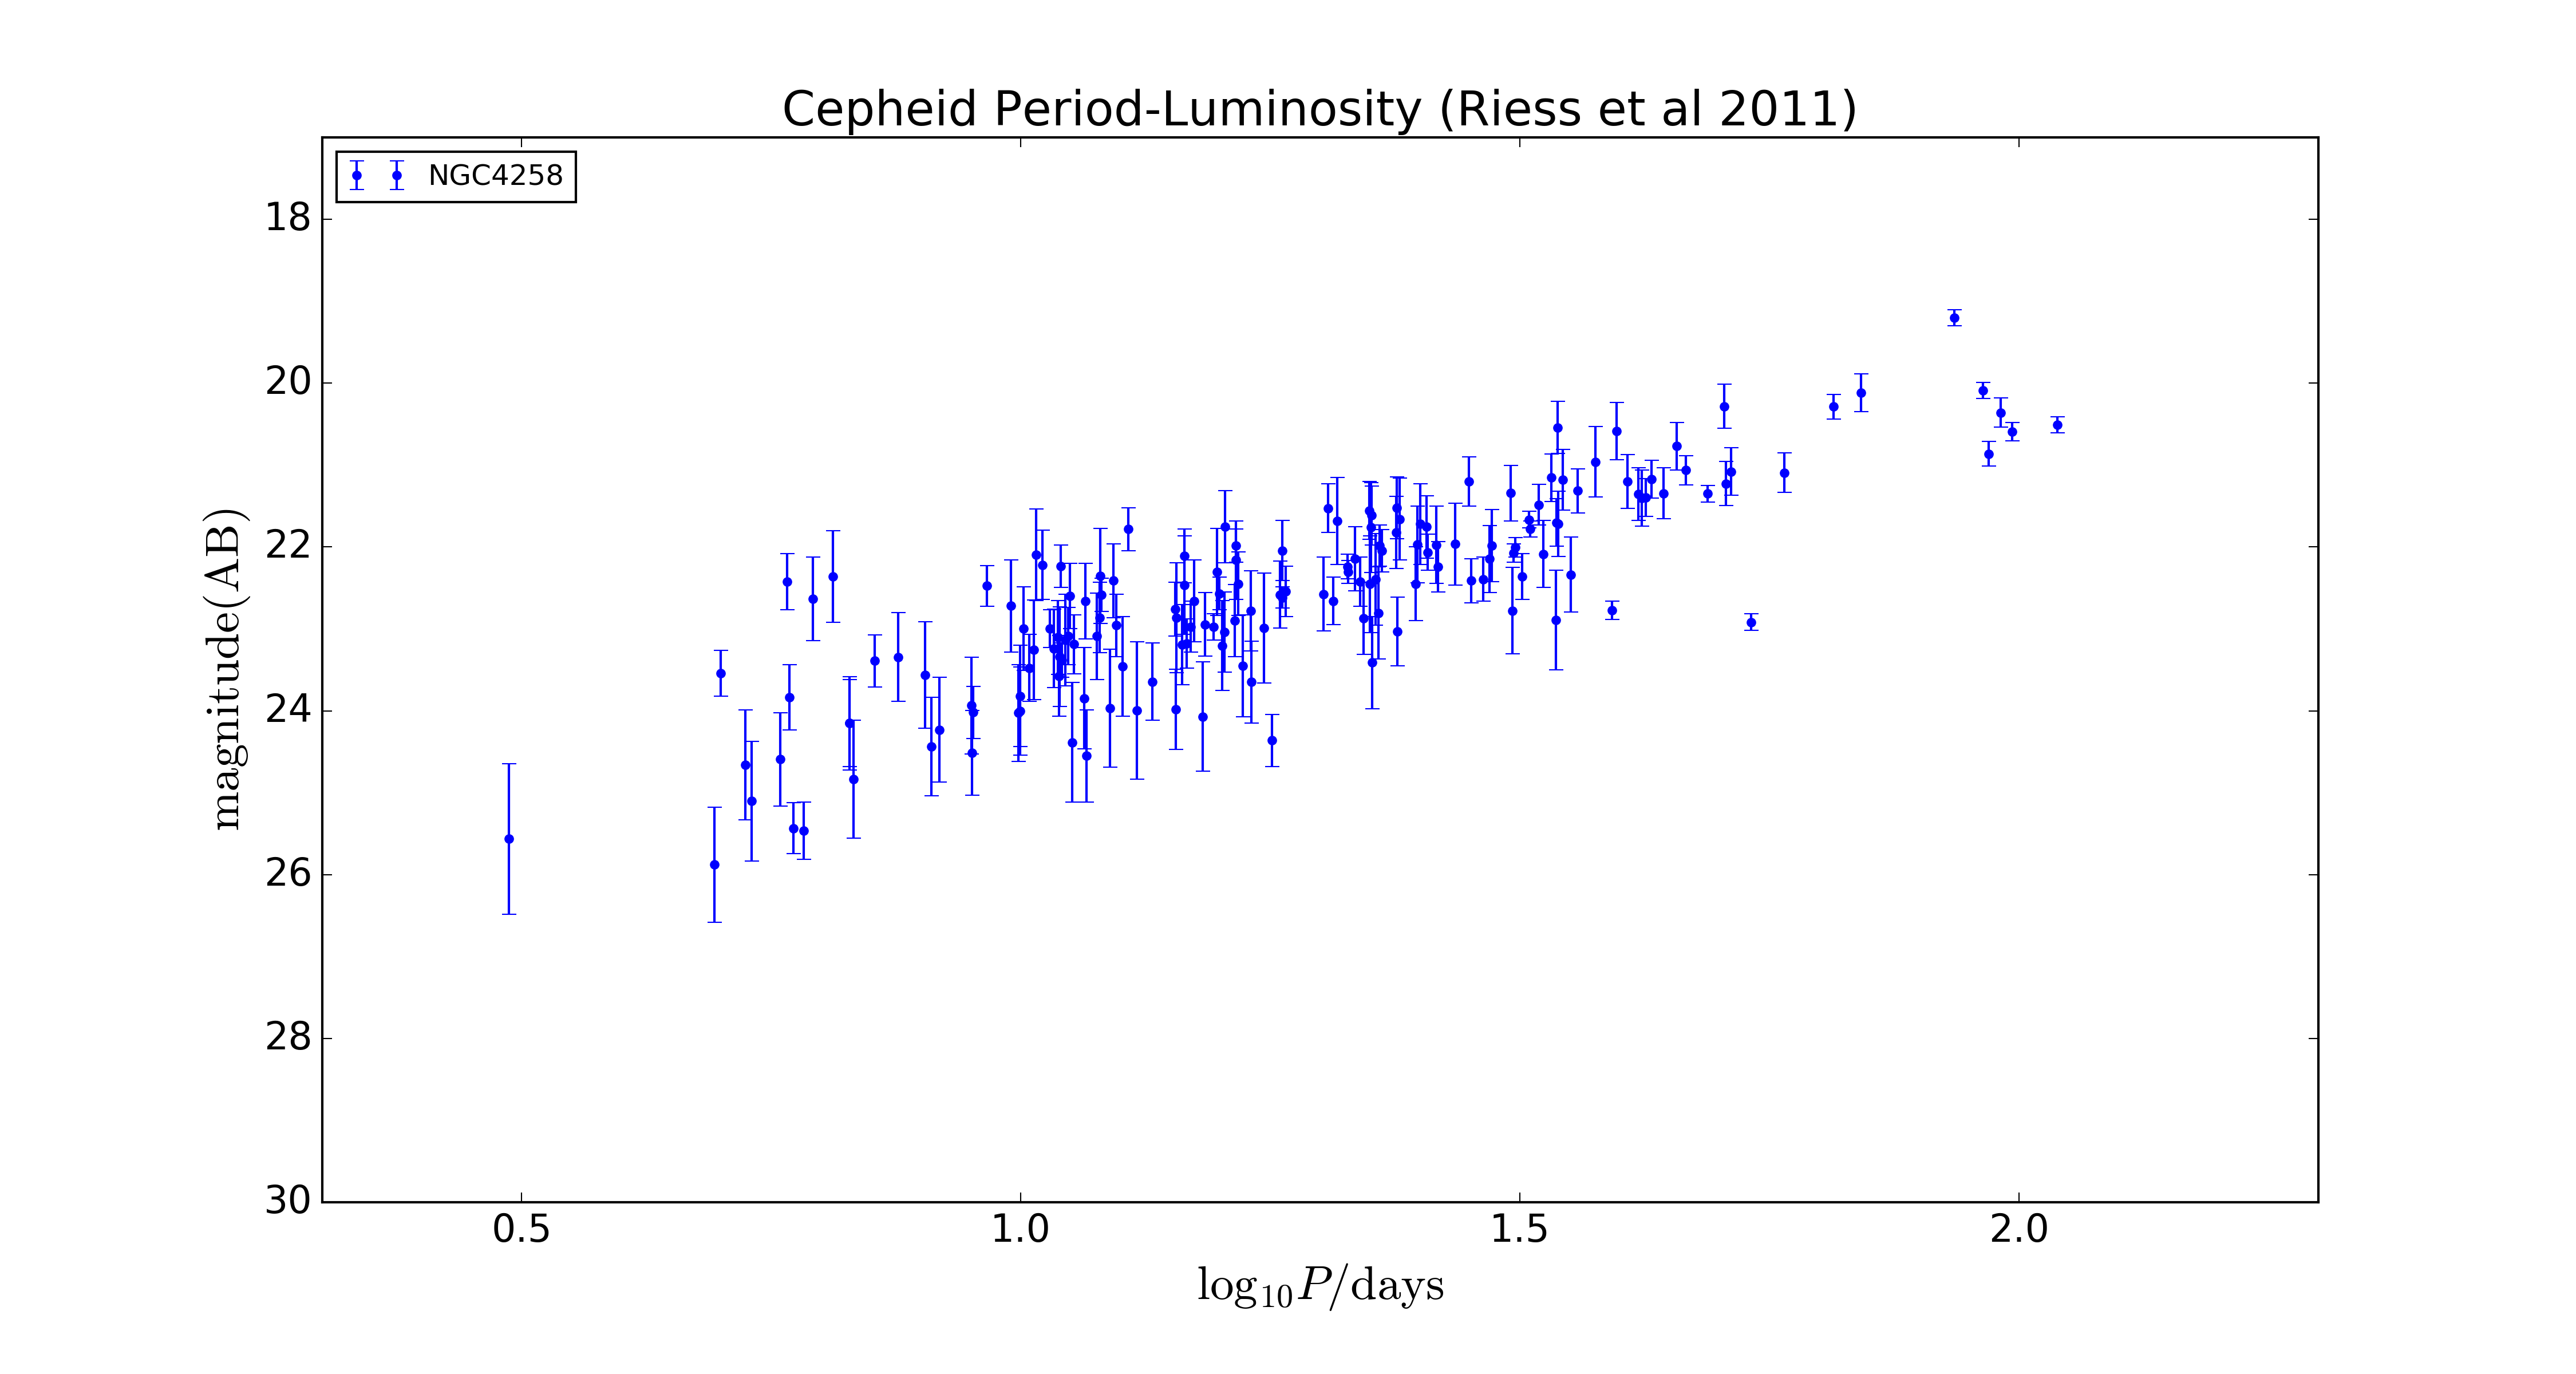 Cepheid Period-Luminosity (Riess et al 2011)
NGC4258
18
20
22
24
26
28
30
magnitude(AB)
0.5 1.0 1.5 2.0
log₁₀P/days